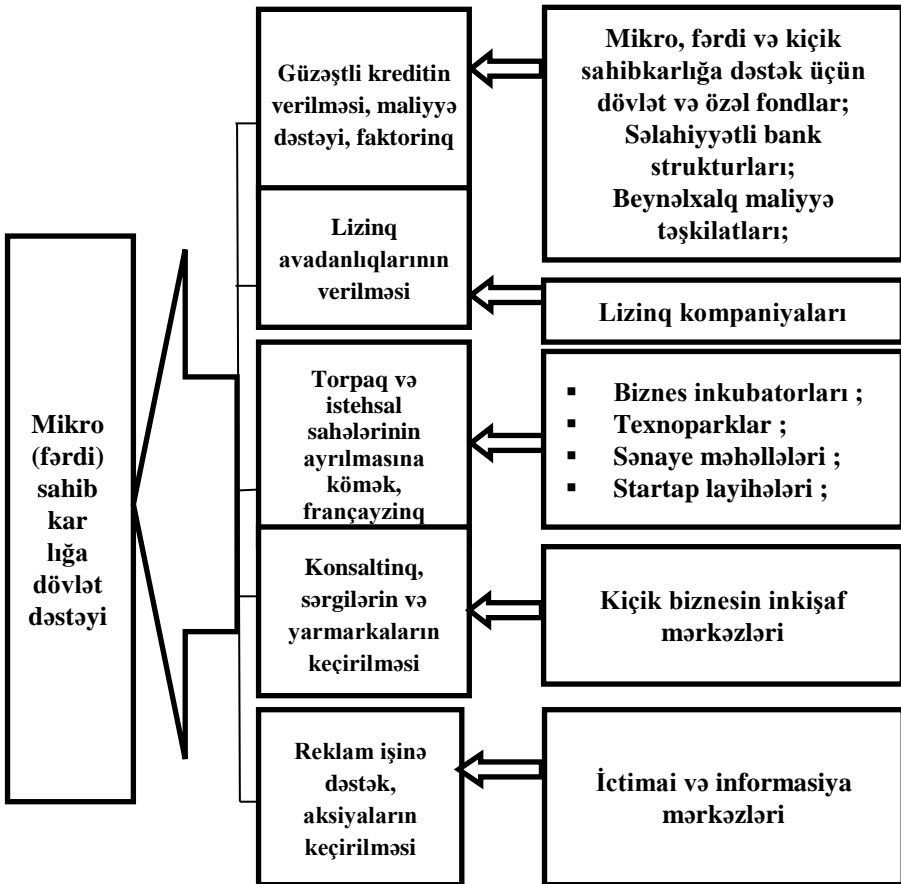 Mikro
(fərdi)
sahib
kar
lığa
dövlət
dəstəyi
Güzəştli kreditin
verilməsi, maliyyə
dəstəyi, faktorinq
Mikro, fərdi və kiçik
sahibkarlığa dəstək üçün
dövlət və özəl fondlar;
Səlahiyyətli bank
strukturları;
Beynəlxalq maliyyə
təşkilatları;
Lizinq
avadanlıqlarının
verilməsi
Lizinq kompaniyaları
Torpaq və
istehsal
sahələrinin
ayrılmasına
kömək,
françayzinq
▪ Biznes inkubatorları ;
▪ Texnoparklar ;
▪ Sənaye məhəllələri ;
▪ Startap layihələri ;
Konsaltinq,
sərgilərin və
yarmarkaların
keçirilməsi
Kiçik biznesin inkişaf
mərkəzləri
Reklam işinə
dəstək,
aksiyaların
keçirilməsi
İctimai və informasiya
mərkəzləri